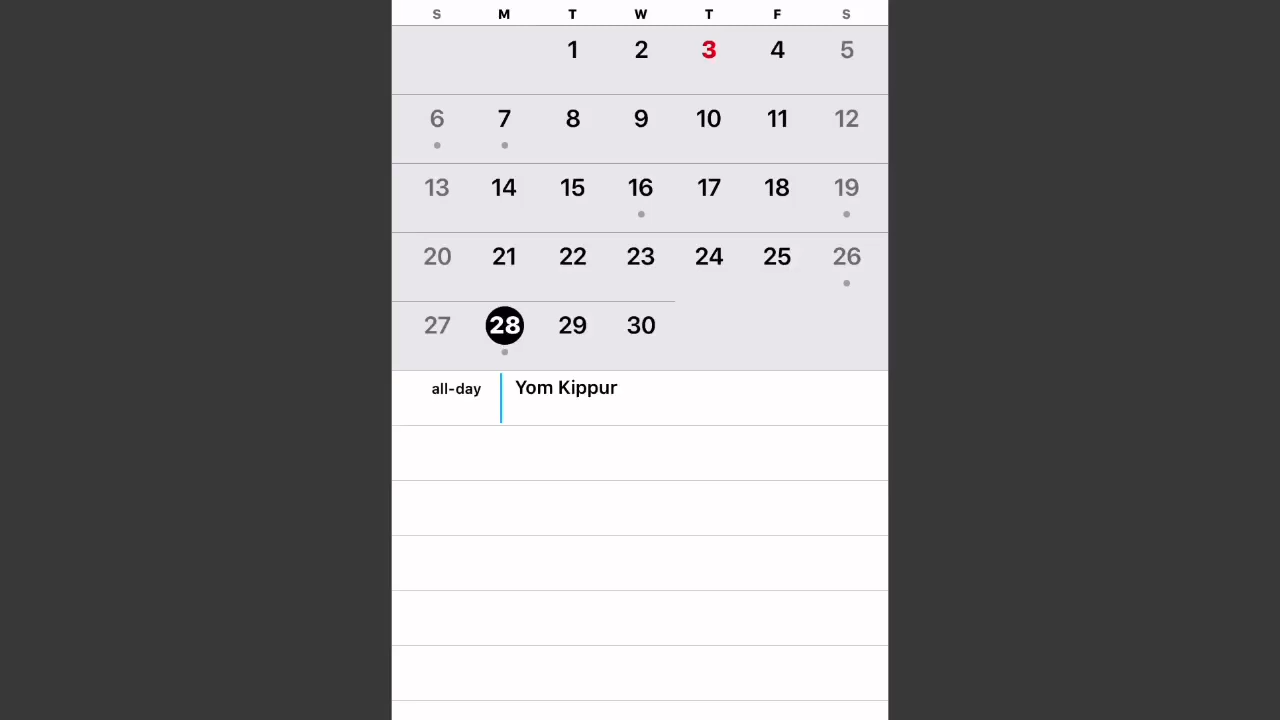 S M T W T F S
1 2 3 4 5
6 7 8 9 10 11 12
13 14 15 16 17 18 19
20 21 22 23 24 25 26
27 28 29 30
all-day Yom Kippur